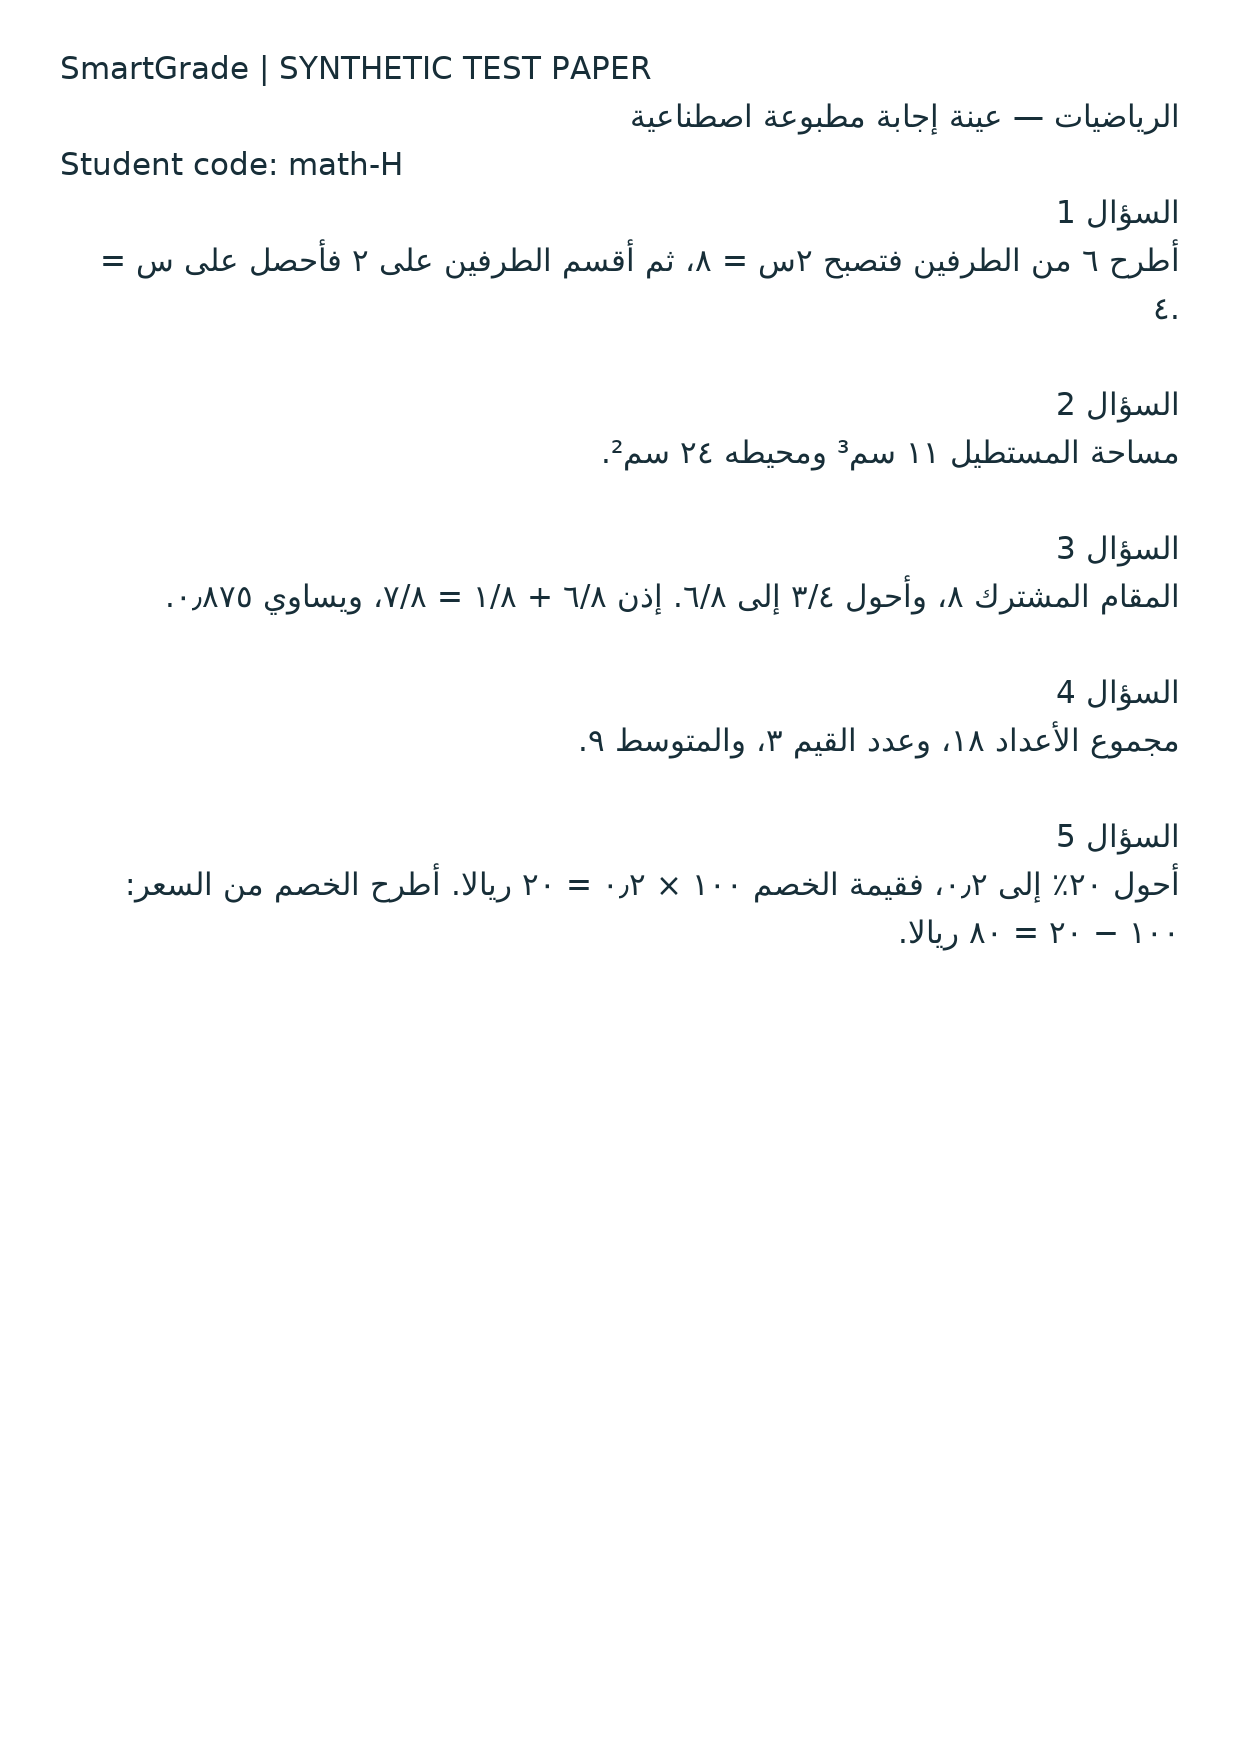 SmartGrade | SYNTHETIC TEST PAPER
الرياضيات — عينة إجابة مطبوعة اصطناعية
Student code: math-H
السؤال 1
أطرح ٦ من الطرفين فتصبح ٢س = ٨، ثم أقسم الطرفين على ٢ فأحصل على س =
٤.
السؤال 2
مساحة المستطيل ١١ سم³ ومحيطه ٢٤ سم².
السؤال 3
المقام المشترك ٨، وأحول ٣/٤ إلى ٦/٨. إذن ٦/٨ + ١/٨ = ٧/٨، ويساوي ٠٫٨٧٥.
السؤال 4
مجموع الأعداد ١٨، وعدد القيم ٣، والمتوسط ٩.
السؤال 5
أحول ٢٠٪ إلى ٠٫٢، فقيمة الخصم ١٠٠ × ٠٫٢ = ٢٠ ريالا. أطرح الخصم من السعر:
١٠٠ − ٢٠ = ٨٠ ريالا.